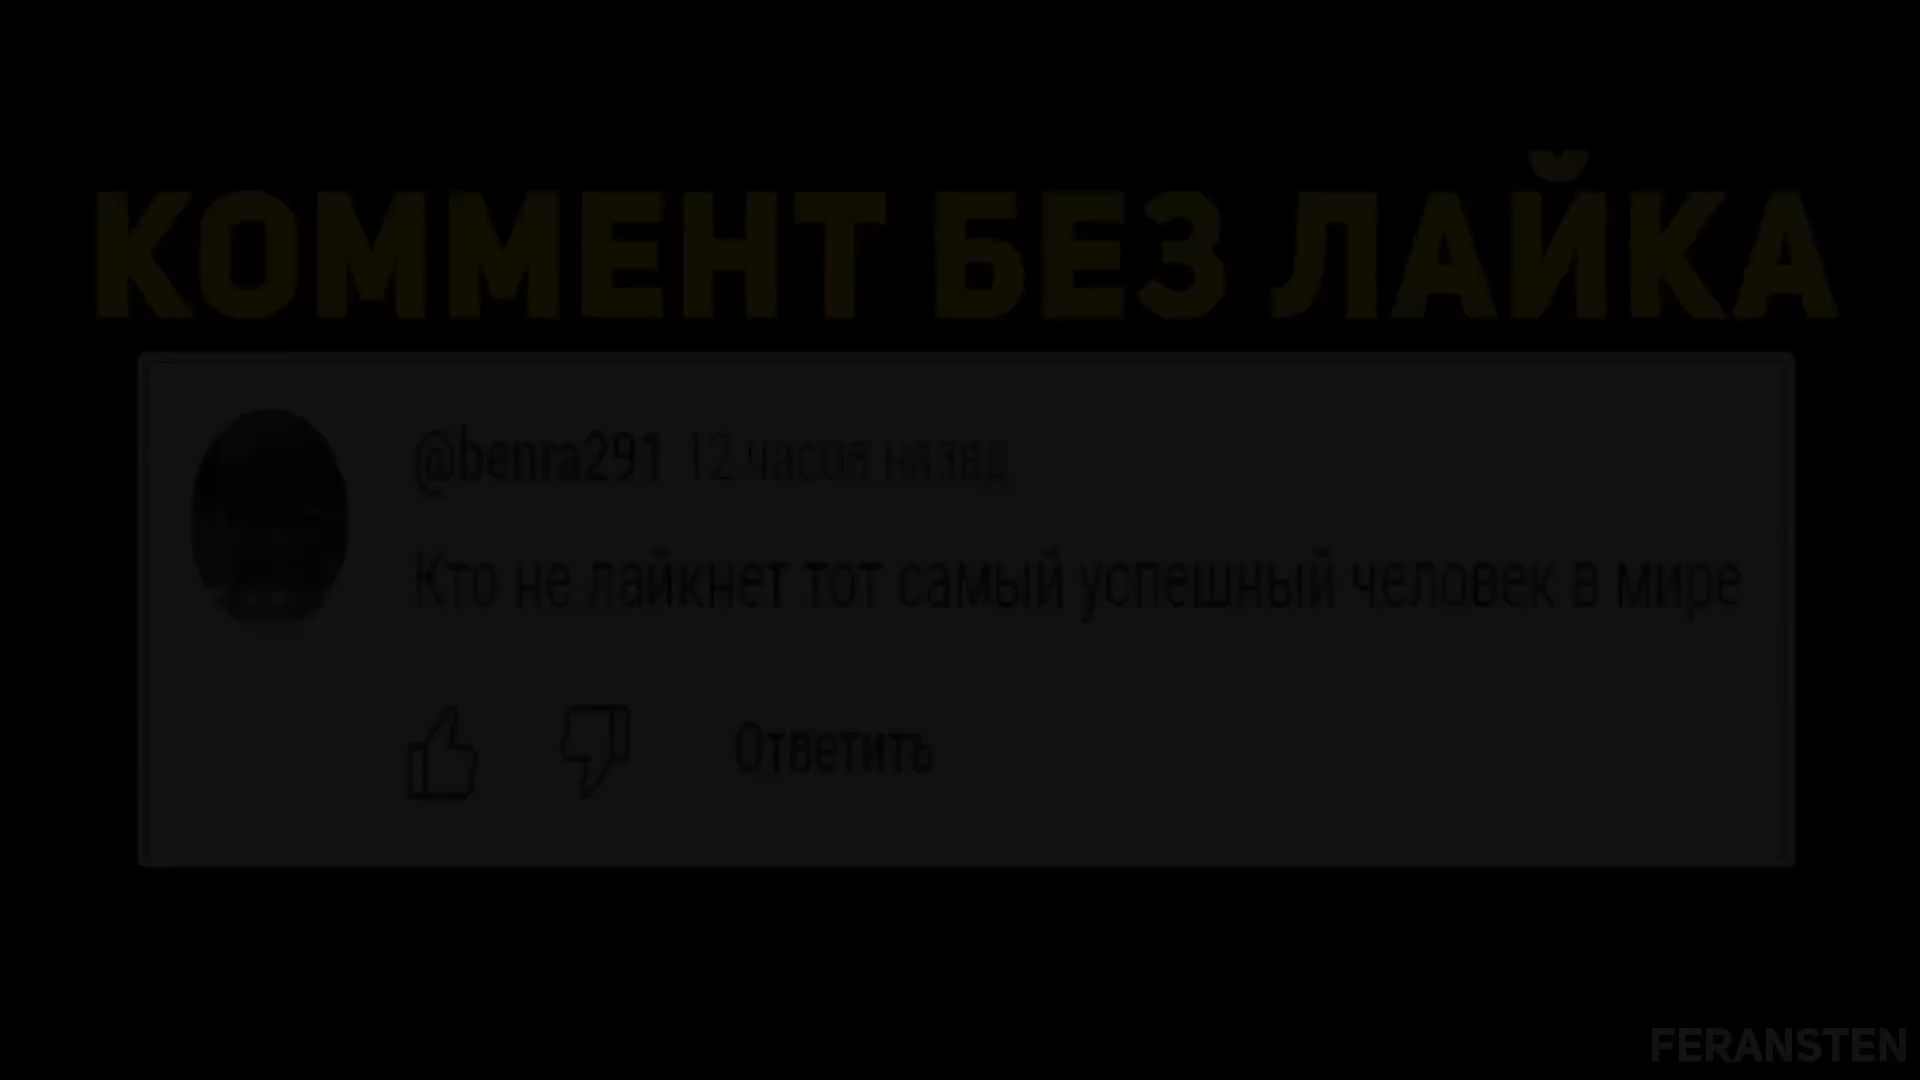 КОММЕНТ БЕЗ ЛАЙКА
@benra291 12 часов назад
Кто не лайкнет тот самый успешный человек в мире
Ответить
FERANSTEN